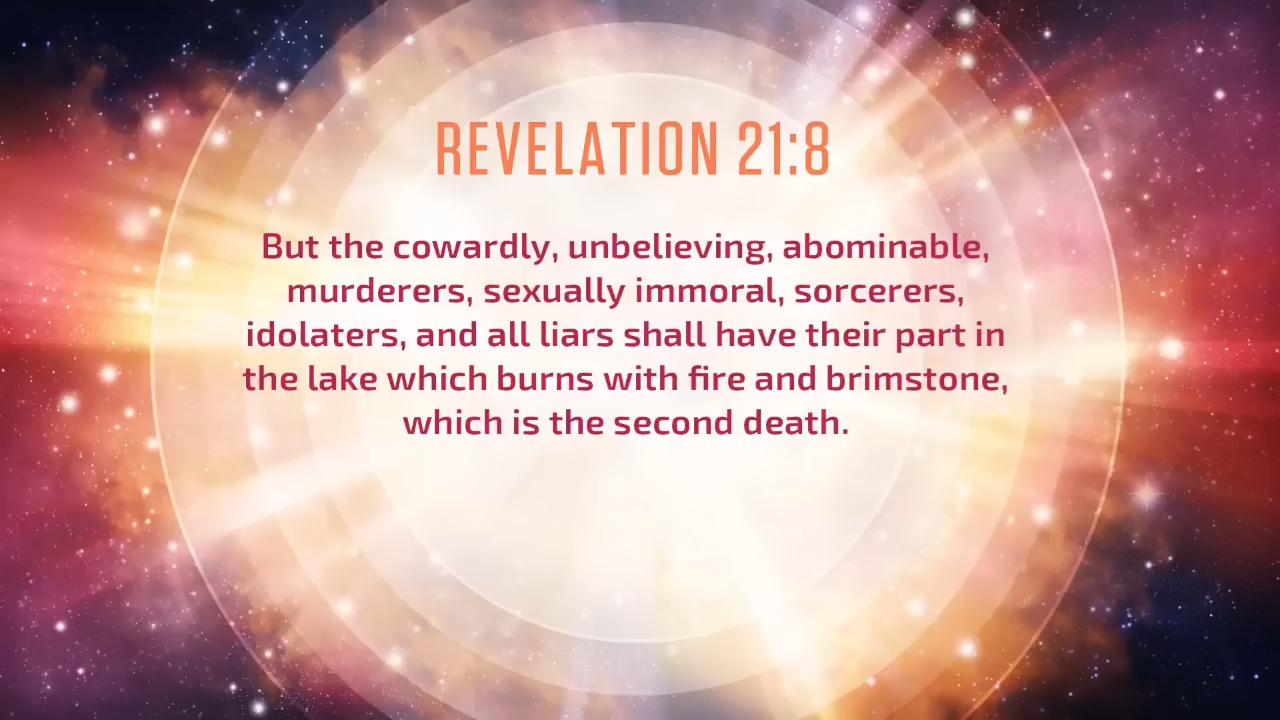 REVELATION 21:8
But the cowardly, unbelieving, abominable,
murderers, sexually immoral, sorcerers,
idolaters, and all liars shall have their part in
the lake which burns with fire and brimstone,
which is the second death.